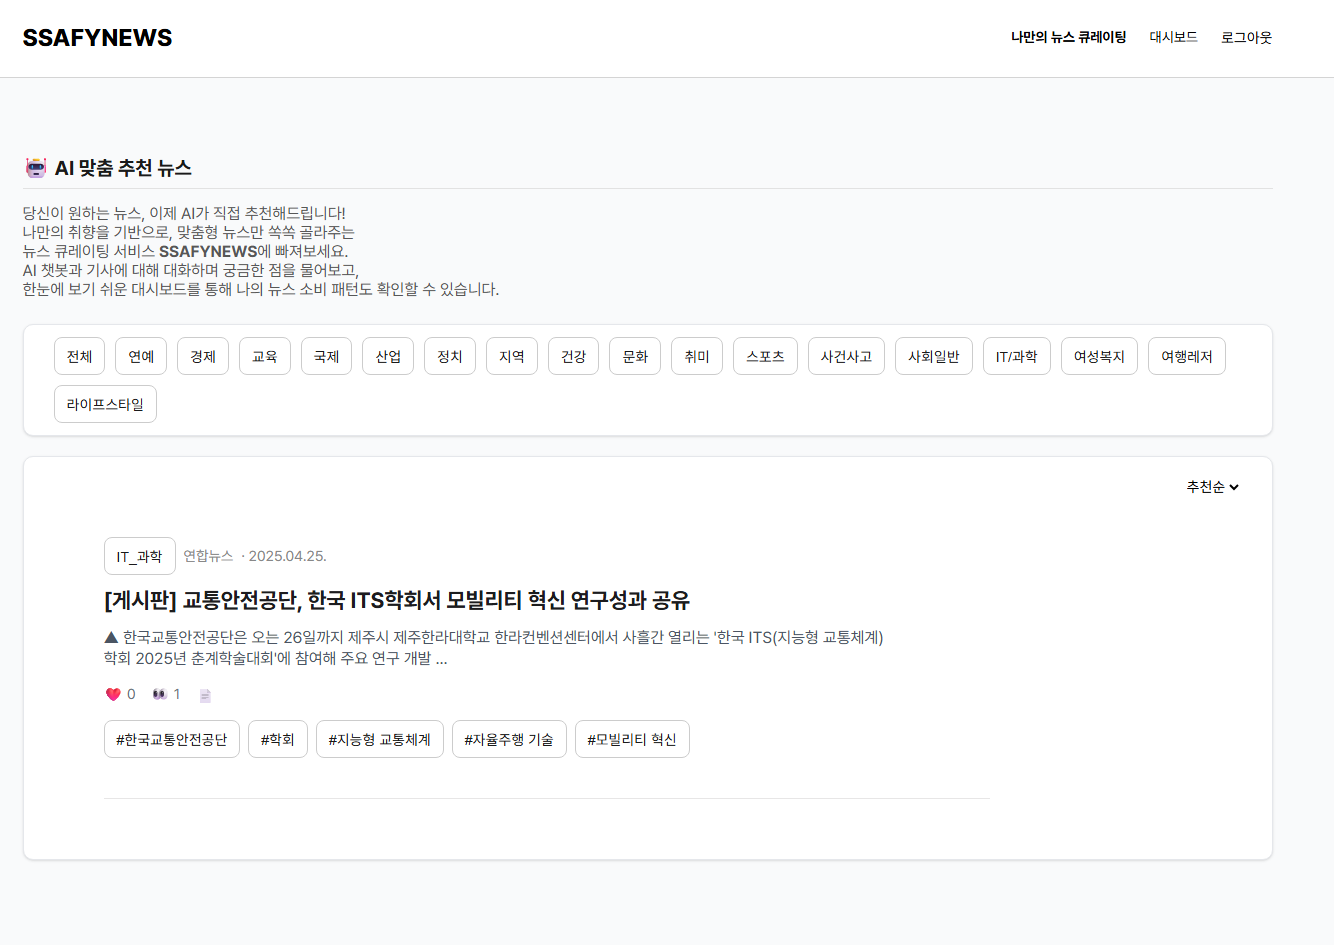 SSAFYNEWS
나만의 뉴스 큐레이팅 대시보드 로그아웃
AI 맞춤 추천 뉴스
당신이 원하는 뉴스, 이제 AI가 직접 추천해드립니다!
나만의 취향을 기반으로, 맞춤형 뉴스만 쏙쏙 골라주는
뉴스 큐레이팅 서비스 SSAFYNEWS에 빠져보세요.
AI 챗봇과 기사에 대해 대화하며 궁금한 점을 물어보고,
한눈에 보기 쉬운 대시보드를 통해 나의 뉴스 소비 패턴도 확인할 수 있습니다.
전체 연예 경제 교육 국제 산업 정치 지역 건강 문화 취미 스포츠 사건사고 사회일반 IT/과학 여성복지 여행레저
라이프스타일
추천순
IT_과학 연합뉴스 · 2025.04.25.
[게시판] 교통안전공단, 한국 ITS학회서 모빌리티 혁신 연구성과 공유
▲ 한국교통안전공단은 오는 26일까지 제주시 제주한라대학교 한라컨벤션센터에서 사흘간 열리는 '한국 ITS(지능형 교통체계)
학회 2025년 춘계학술대회'에 참여해 주요 연구 개발 ...
0 1
#한국교통안전공단 #학회 #지능형 교통체계 #자율주행 기술 #모빌리티 혁신